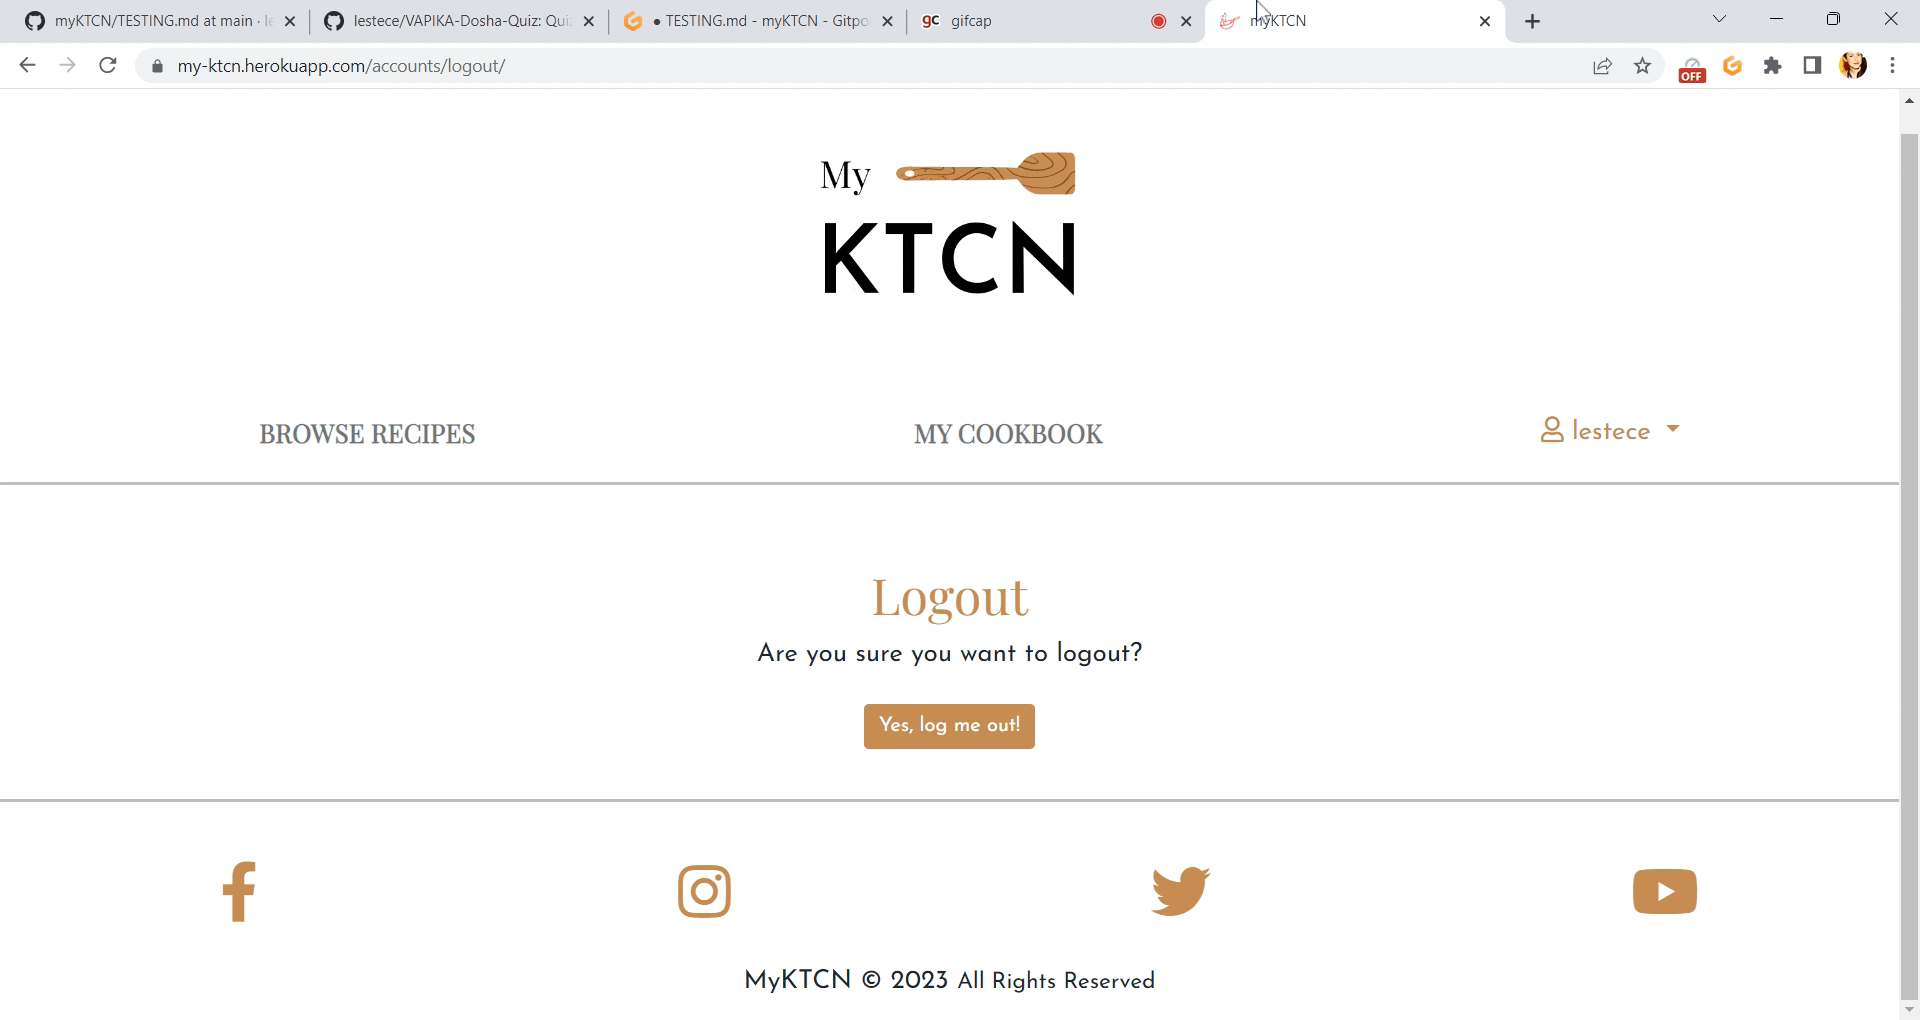 myKTCN/TESTING.md at main ·
lestece/VAPIKA-Dosha-Quiz: Qui
● TESTING.md - myKTCN - Gitpo
gc gifcap
myKTCN
my-ktcn.herokuapp.com/accounts/logout/
OFF
My
KTCN
BROWSE RECIPES
MY COOKBOOK
lestece
Logout
Are you sure you want to logout?
Yes, log me out!
MyKTCN © 2023 All Rights Reserved